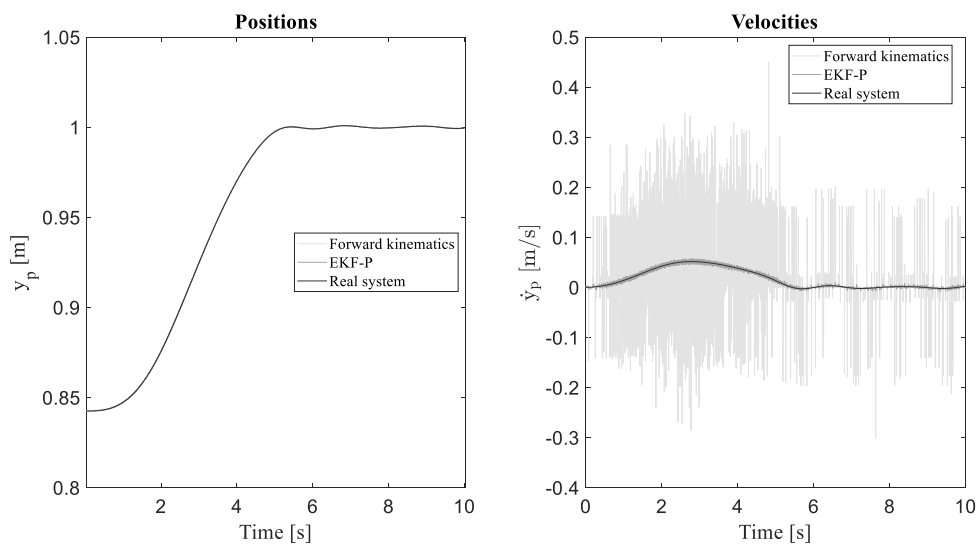 Positions
1.05
1
0.95
0.9
0.85
0.8
y_p [m]
2
4
6
8
10
Time [s]
Forward kinematics
EKF-P
Real system
Velocities
0.5
0.4
0.3
0.2
0.1
0
-0.1
-0.2
-0.3
-0.4
ẏ_p [m/s]
0
2
4
6
8
10
Time [s]
Forward kinematics
EKF-P
Real system